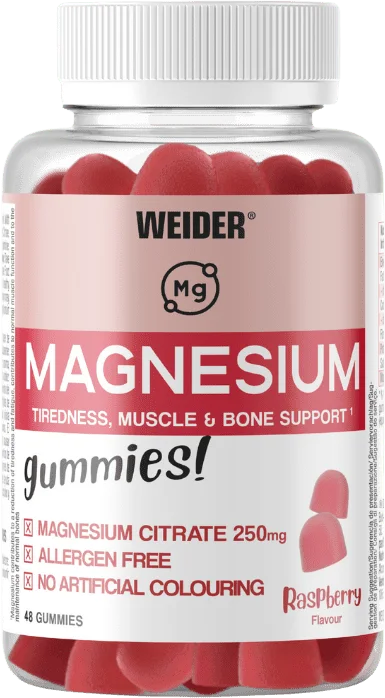 WEIDER®
Mg
MAGNESIUM
TIREDNESS, MUSCLE & BONE SUPPORT¹
gummies!
MAGNESIUM CITRATE 250mg
ALLERGEN FREE
NO ARTIFICIAL COLOURING
48 GUMMIES
Raspberry
Flavour